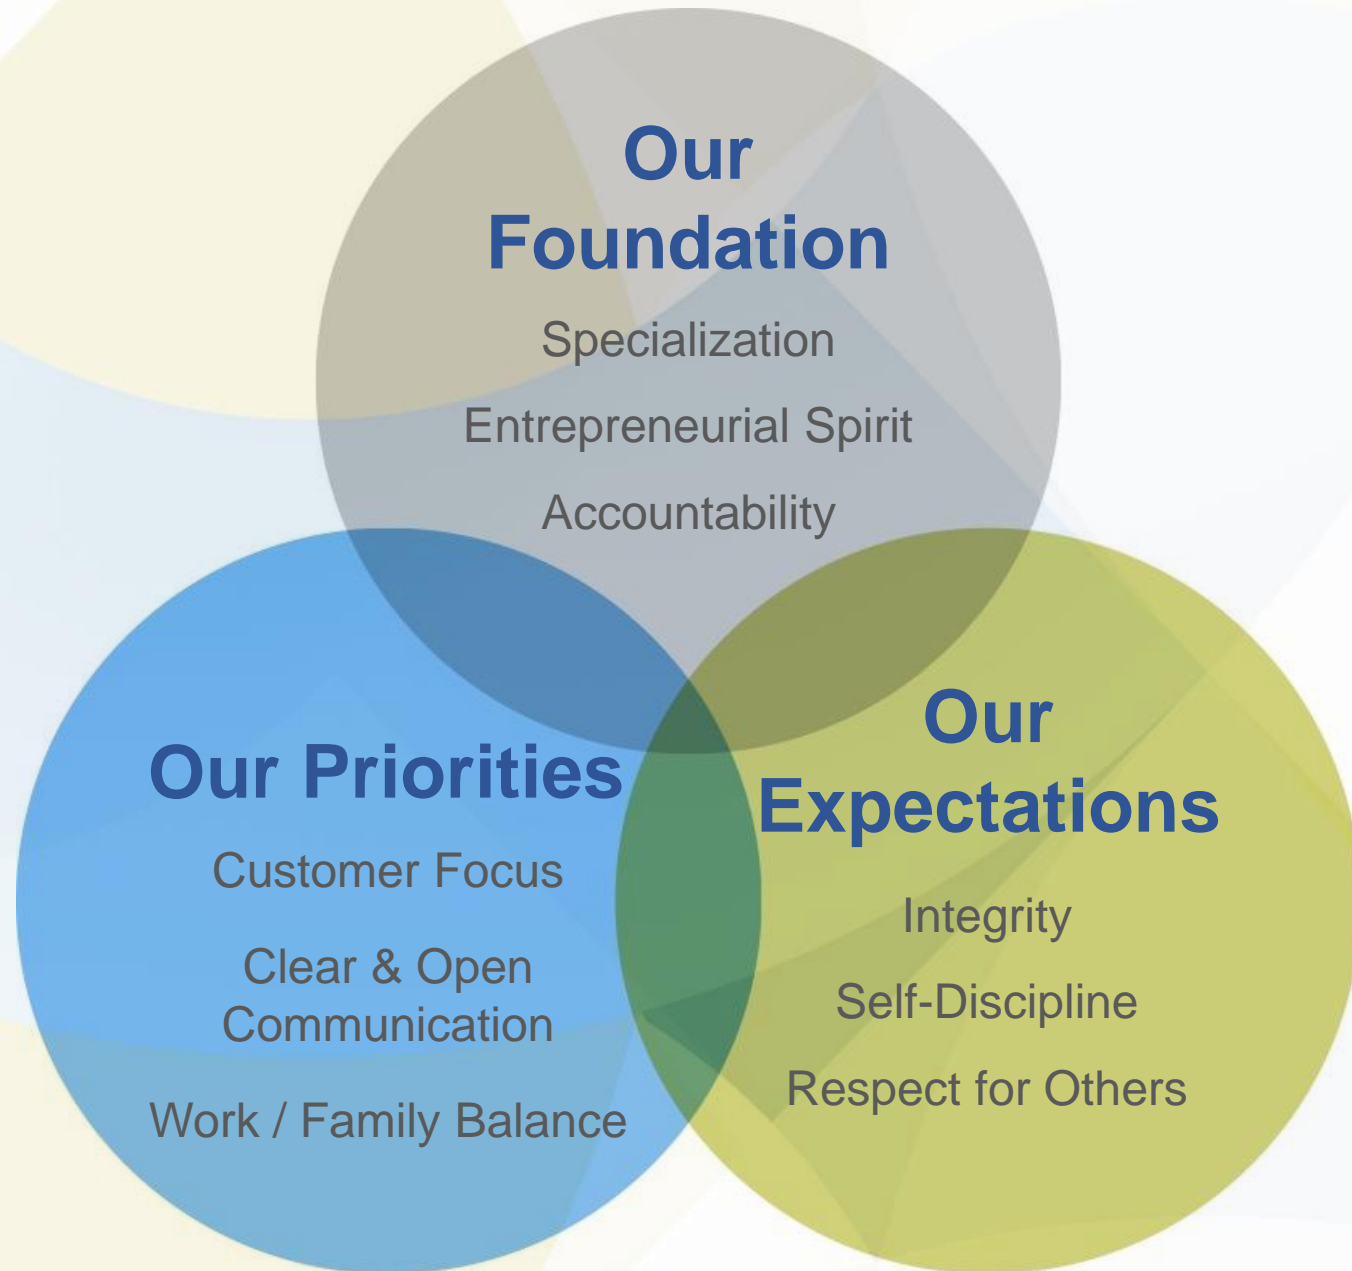 Our
Foundation
Specialization
Entrepreneurial Spirit
Accountability
Our Priorities
Customer Focus
Clear & Open
Communication
Work / Family Balance
Our
Expectations
Integrity
Self-Discipline
Respect for Others